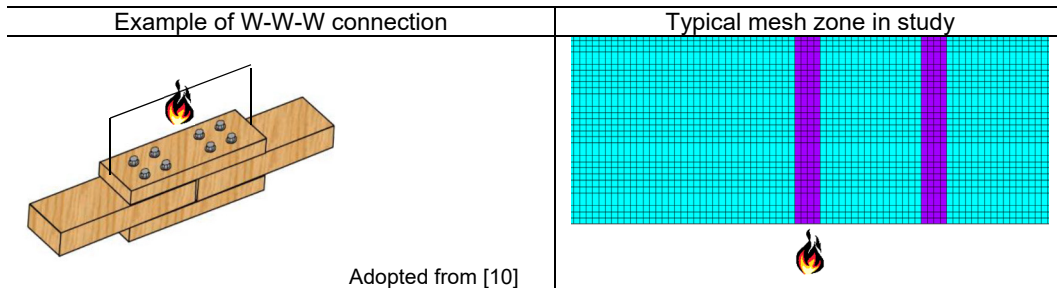 Example of W-W-W connection
Typical mesh zone in study
Adopted from [10]